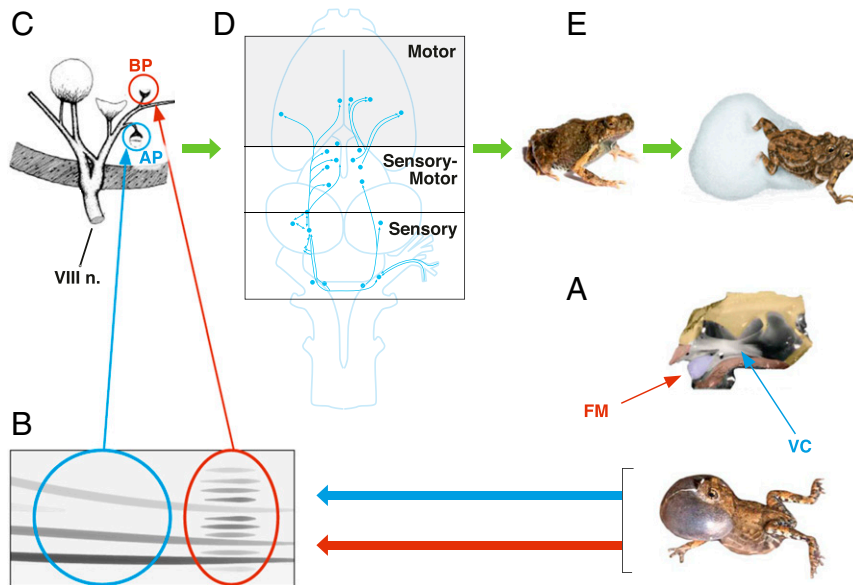 C
D
E
BP
AP
VIII n.
Motor
Sensory-
Motor
Sensory
A
FM
VC
B